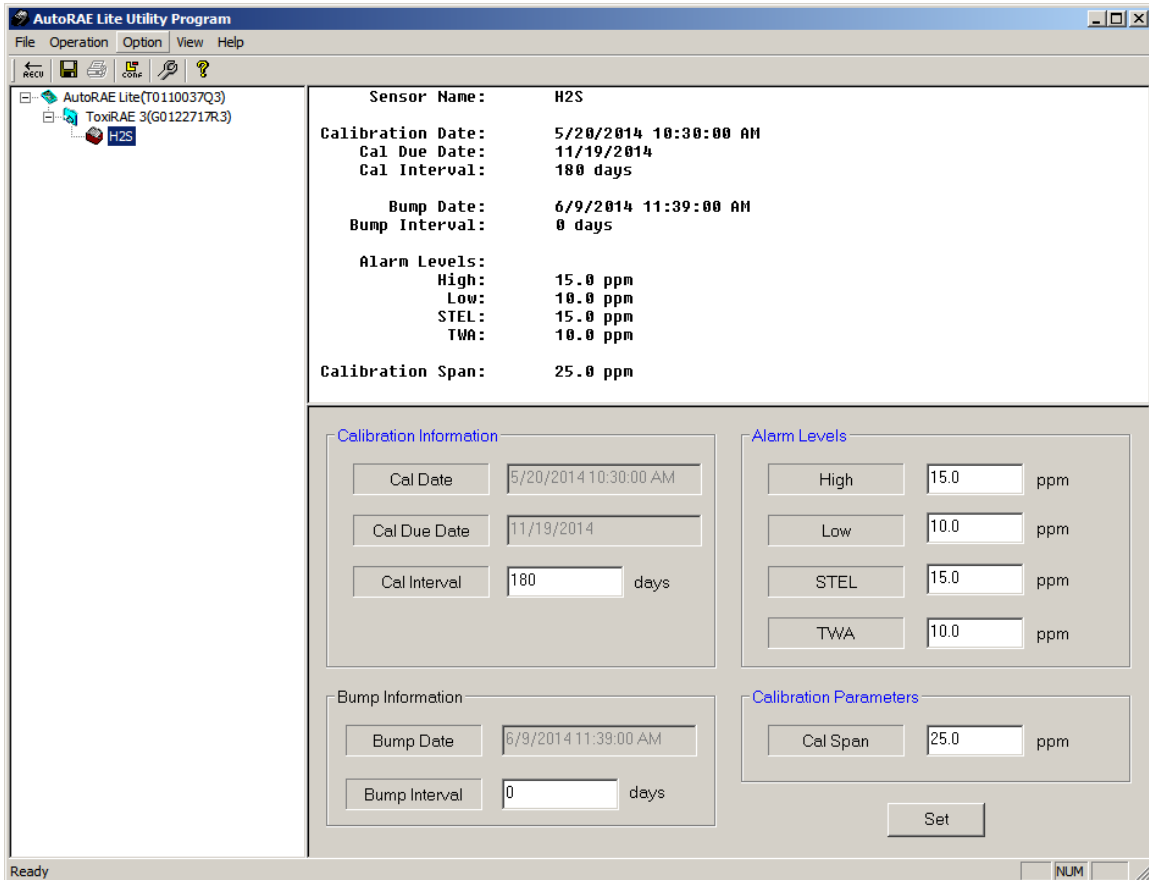 AutoRAE Lite Utility Program
File Operation Option View Help
RECV CONF
AutoRAE Lite(T0110037Q3)
ToxiRAE 3(G0122717R3)
H2S
Sensor Name: H2S
Calibration Date: 5/20/2014 10:30:00 AM
Cal Due Date: 11/19/2014
Cal Interval: 180 days
Bump Date: 6/9/2014 11:39:00 AM
Bump Interval: 0 days
Alarm Levels:
High: 15.0 ppm
Low: 10.0 ppm
STEL: 15.0 ppm
TWA: 10.0 ppm
Calibration Span: 25.0 ppm
Calibration Information
Cal Date 5/20/2014 10:30:00 AM
Cal Due Date 11/19/2014
Cal Interval 180 days
Bump Information
Bump Date 6/9/2014 11:39:00 AM
Bump Interval 0 days
Alarm Levels
High 15.0 ppm
Low 10.0 ppm
STEL 15.0 ppm
TWA 10.0 ppm
Calibration Parameters
Cal Span 25.0 ppm
Set
Ready NUM